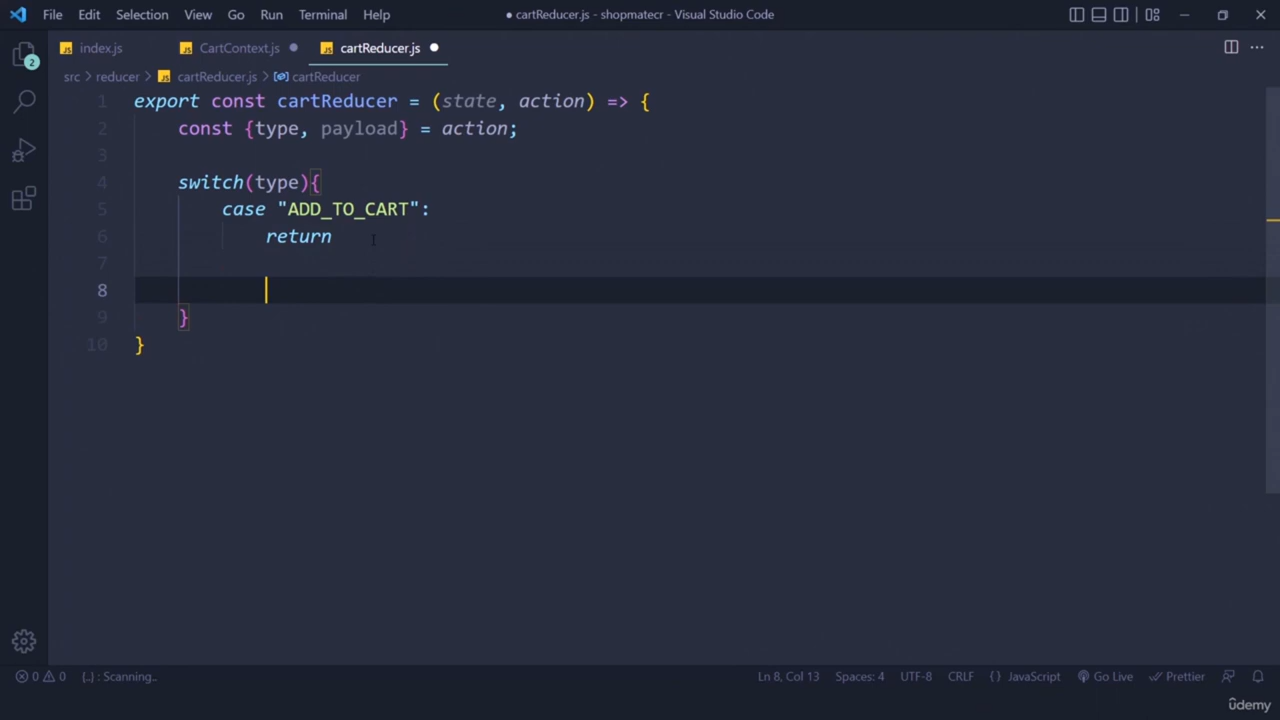 File Edit Selection View Go Run Terminal Help ● cartReducer.js - shopmatecr - Visual Studio Code
index.js CartContext.js cartReducer.js
2
src > reducer > cartReducer.js > cartReducer
1 export const cartReducer = (state, action) => {
2 const {type, payload} = action;
3
4 switch(type){
5 case "ADD_TO_CART":
6 return
7
8
9 }
10 }
0 0 {..} : Scanning.. Ln 8, Col 13 Spaces: 4 UTF-8 CRLF {} JavaScript Go Live Prettier
ûdemy